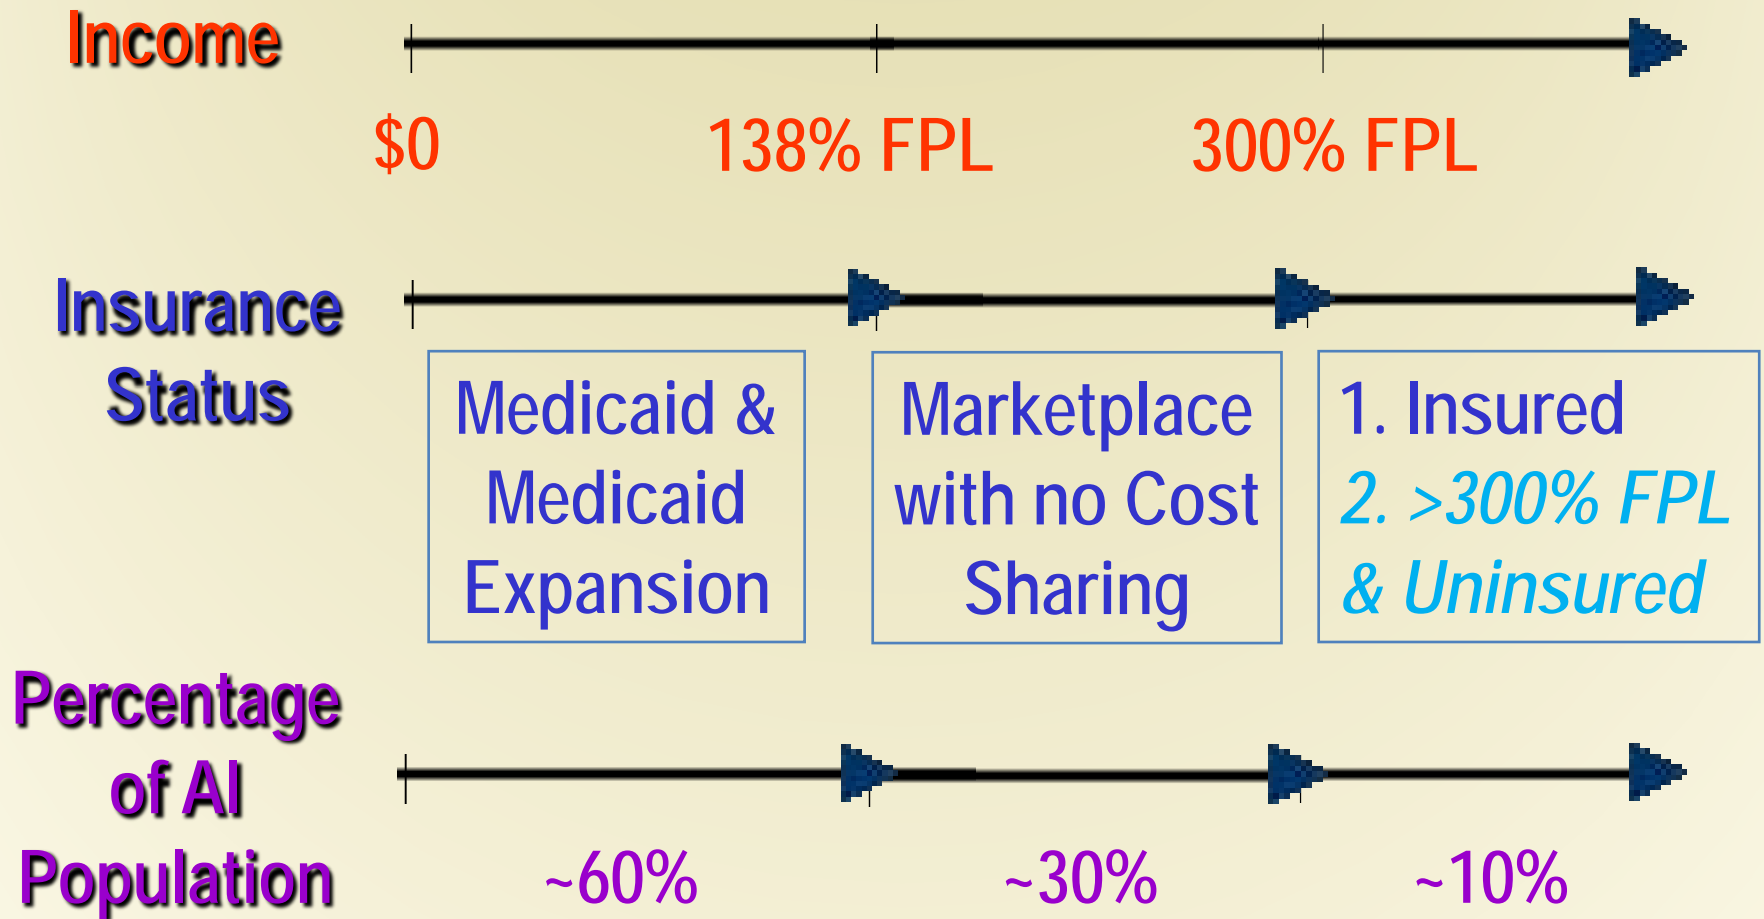 Income
$0
138% FPL
300% FPL
Insurance
Status
Medicaid &
Medicaid
Expansion
Marketplace
with no Cost
Sharing
1. Insured
2. >300% FPL
& Uninsured
Percentage
of AI
Population
~60%
~30%
~10%